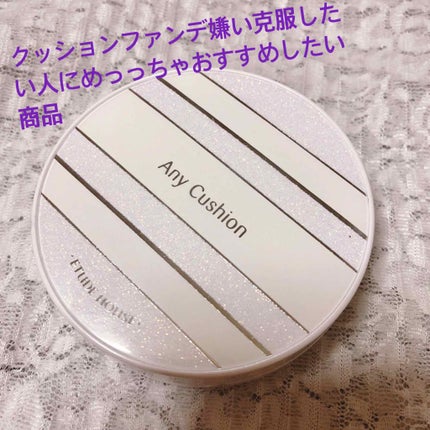 クッションファンデ嫌い克服した
い人にめっっちゃおすすめしたい
商品
Any Cushion
ETUDE HOUSE